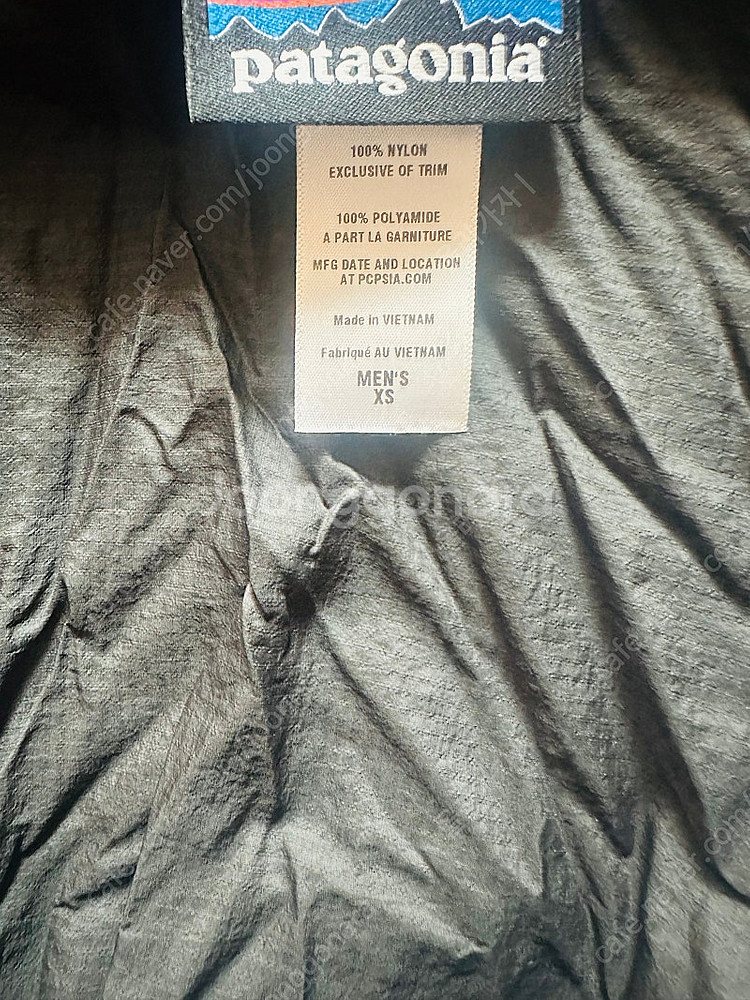 patagonia®
100% NYLON
EXCLUSIVE OF TRIM
100% POLYAMIDE
A PART LA GARNITURE
MFG DATE AND LOCATION
AT PCPSIA.COM
Made in VIETNAM
Fabriqué AU VIETNAM
MEN'S
XS
joonggonara